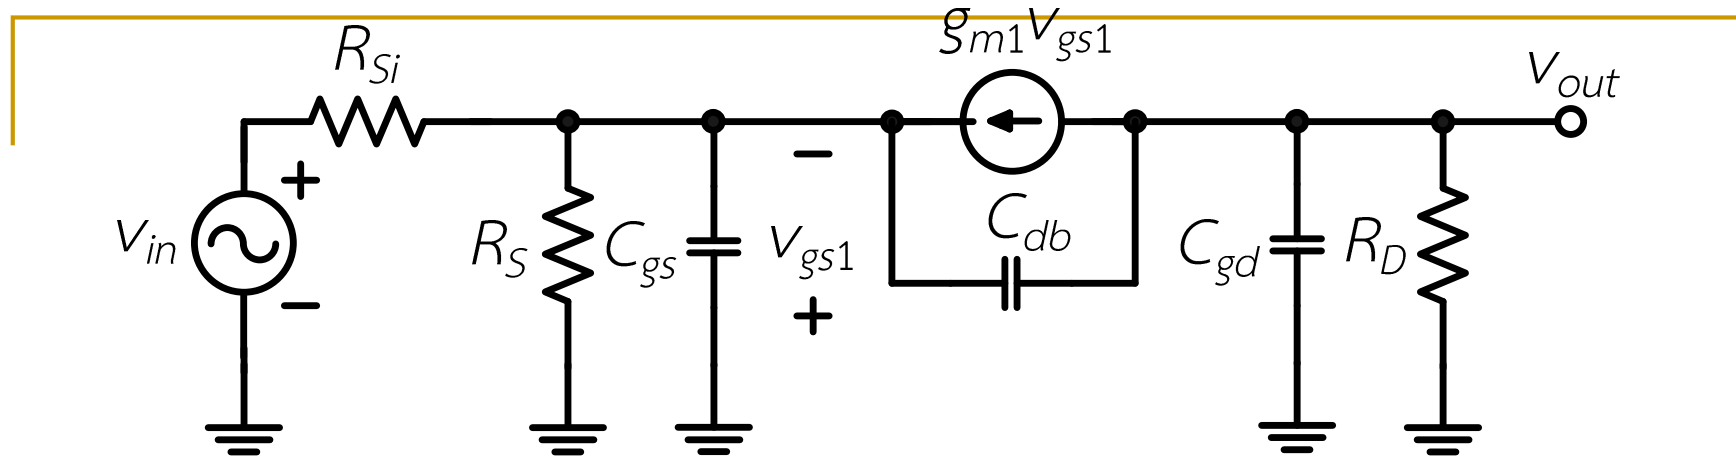 R_Si
g_m1 v_gs1
v_out
+
−
v_in
R_S
C_gs
v_gs1
C_db
C_gd
R_D
−
+